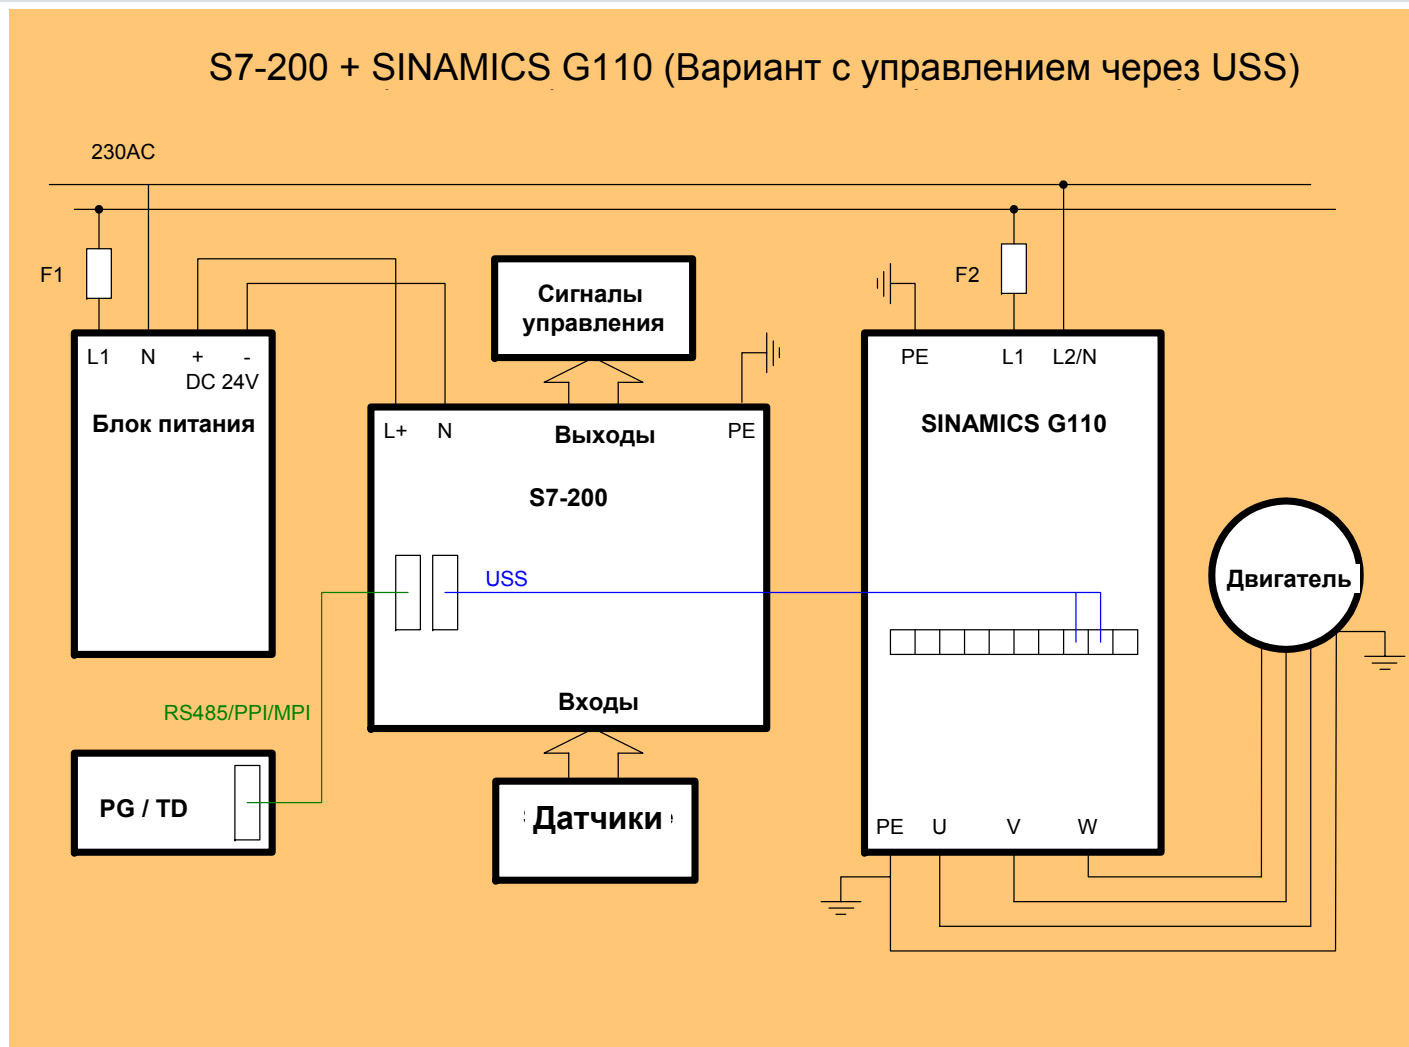 S7-200 + SINAMICS G110 (Вариант с управлением через USS)
230AC
F1
F2
L1 N + -
DC 24V
Блок питания
Сигналы
управления
PE L1 L2/N
SINAMICS G110
L+ N Выходы PE
S7-200
USS
Двигатель
Входы
RS485/PPI/MPI
PG / TD
Датчики
PE U V W